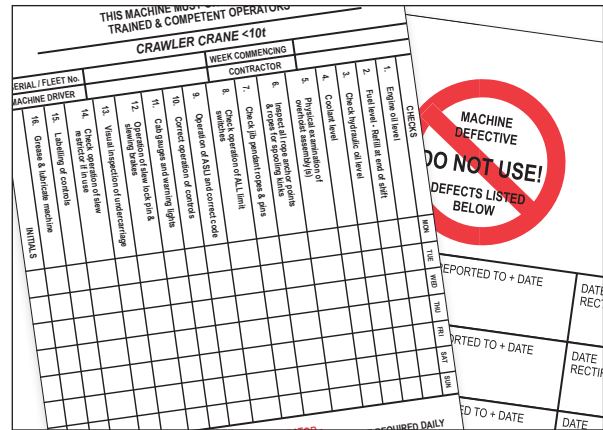 THIS MACHINE MUST
TRAINED & COMPETENT OPERATORS
CRAWLER CRANE <10t
SERIAL / FLEET No.
WEEK COMMENCING
MACHINE DRIVER
CONTRACTOR
CHECKS
1. Engine oil level
2. Fuel level - Refill at end of shift
3. Check hydraulic oil level
4. Coolant level
5. Physical examination of
overhoist assembly(s)
6. Inspect all rope anchor points
& ropes for spooling kinks
7. Check jib pendant ropes & pins
8. Check operation of ALL limit
switches
9. Operation of ASLI and correct code
10. Correct operation of controls
11. Cab gauges and warning lights
12. Operation of slew lock pin &
slewing brakes
13. Visual inspection of undercarriage
14. Check operation of slew
restrictor if in use
15. Labelling of controls
16. Grease & lubricate machine
INITIALS
MON
TUE
WED
THU
FRI
SAT
SUN
REQUIRED DAILY
MACHINE
DEFECTIVE
DO NOT USE!
DEFECTS LISTED
BELOW
REPORTED TO + DATE
DATE
RECT
REPORTED TO + DATE
DATE
RECTIF
REPORTED TO + DATE
DATE